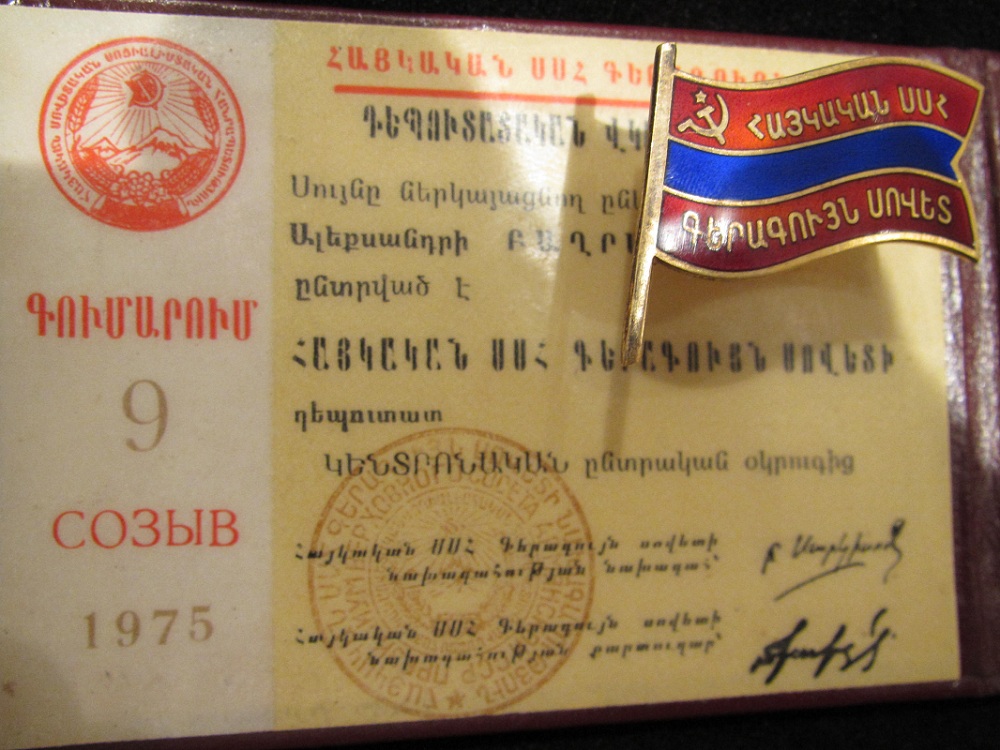 ՀԱՅԿԱԿԱՆ ՍՍՀ
ԳԵՐԱԳՈՒՅՆ ՍՈՎԵՏ
ԳՈՒՄԱՐՈՒՄ
9
СОЗЫВ
1975
ՀԱՅԿԱԿԱՆ ՍՍՀ
ԴԵՊՈՒՏԱՏԱԿԱՆ
Սույնը ներկայացնող
Ալեքսանդրի
ընտրված է
ՀԱՅԿԱԿԱՆ ՍՍՀ ԳԵՐԱԳՈՒՅՆ ՍՈՎԵՏԻ
դեպուտատ
ԿԵՆՏՐՈՆԱԿԱՆ ընտրական օկրուգից
Հայկական ՍՍՀ Գերագույն սովետի
նախագահության նախագահ՝
Հայկական ՍՍՀ Գերագույն սովետի
նախագահության քարտուղար՝